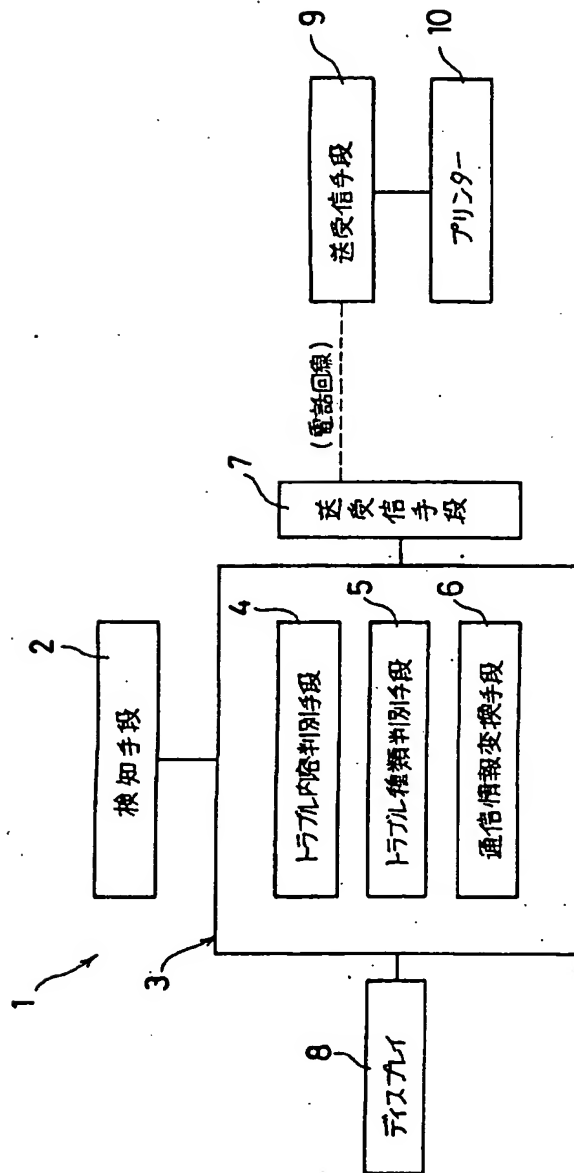 1
2
検知手段
3
4
トラブル内容判別手段
5
トラブル種類判別手段
6
通信情報変換手段
7
送受信手段
8
ディスプレイ
(電話回線)
9
送受信手段
10
プリンター